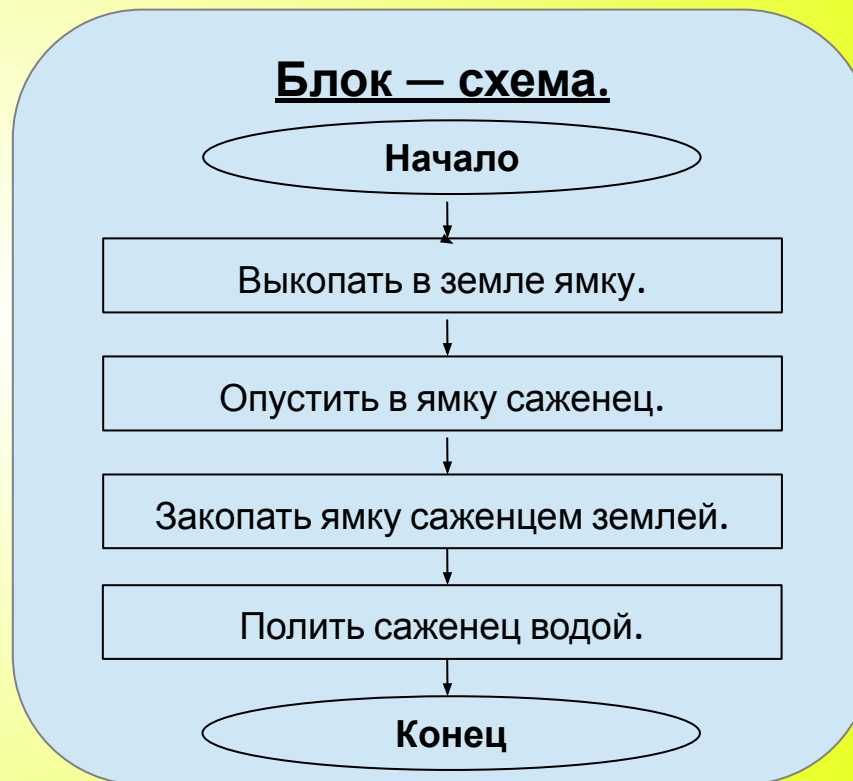 Блок — схема.
Начало
Выкопать в земле ямку.
Опустить в ямку саженец.
Закопать ямку саженцем землей.
Полить саженец водой.
Конец